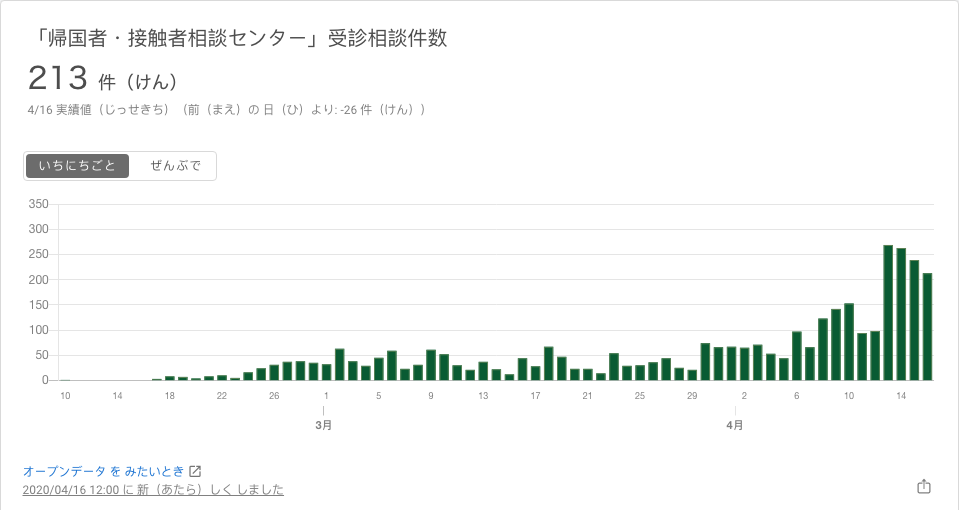 「帰国者・接触者相談センター」受診相談件数
213 件（けん）
4/16 実績値（じっせきち）（前（まえ）の 日（ひ）より: -26 件（けん））
いちにちごと ぜんぶで
350
300
250
200
150
100
50
0
10 14 18 22 26 1 5 9 13 17 21 25 29 2 6 10 14
3月 4月
オープンデータ を みたいとき
2020/04/16 12:00 に 新（あたら）しく しました